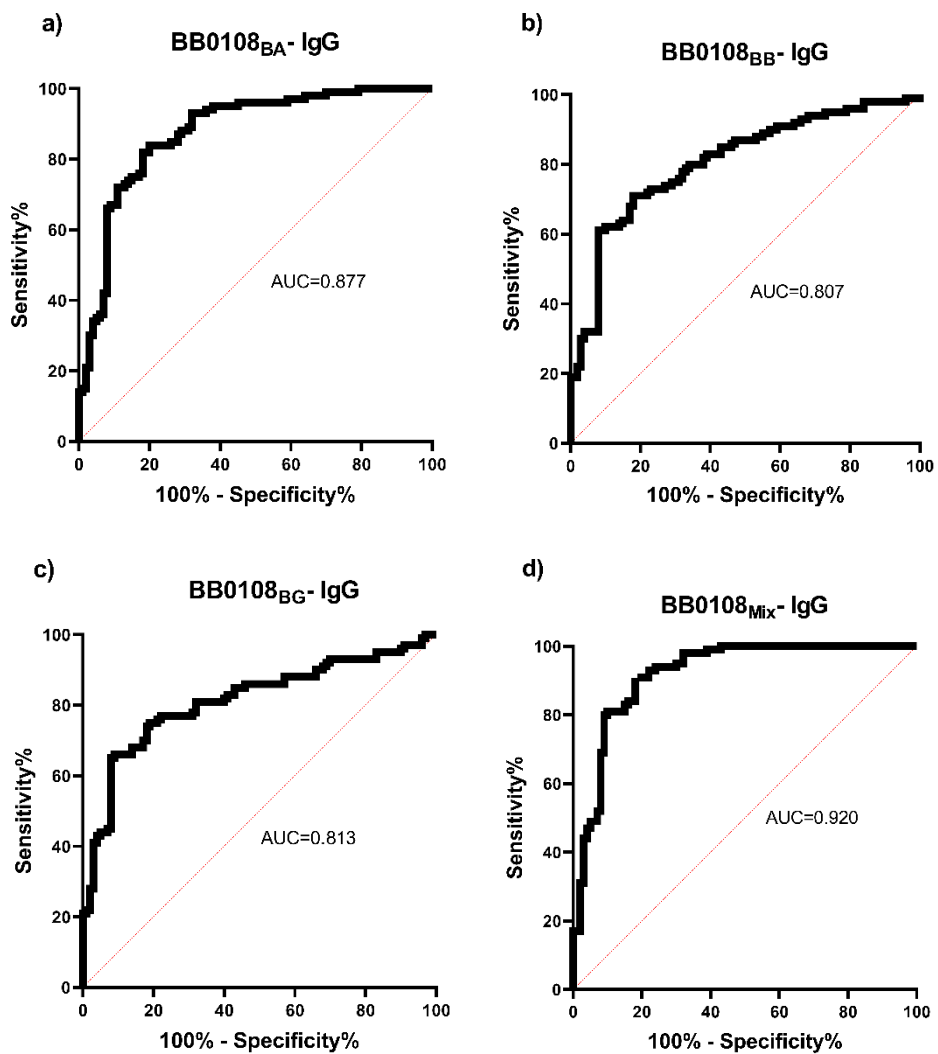 a)
BB0108BA- IgG
100
80
60
40
20
0
Sensitivity%
AUC=0.877
0 20 40 60 80 100
100% - Specificity%
b)
BB0108BB- IgG
100
80
60
40
20
0
Sensitivity%
AUC=0.807
0 20 40 60 80 100
100% - Specificity%
c)
BB0108BG- IgG
100
80
60
40
20
0
Sensitivity%
AUC=0.813
0 20 40 60 80 100
100% - Specificity%
d)
BB0108Mix- IgG
100
80
60
40
20
0
Sensitivity%
AUC=0.920
0 20 40 60 80 100
100% - Specificity%